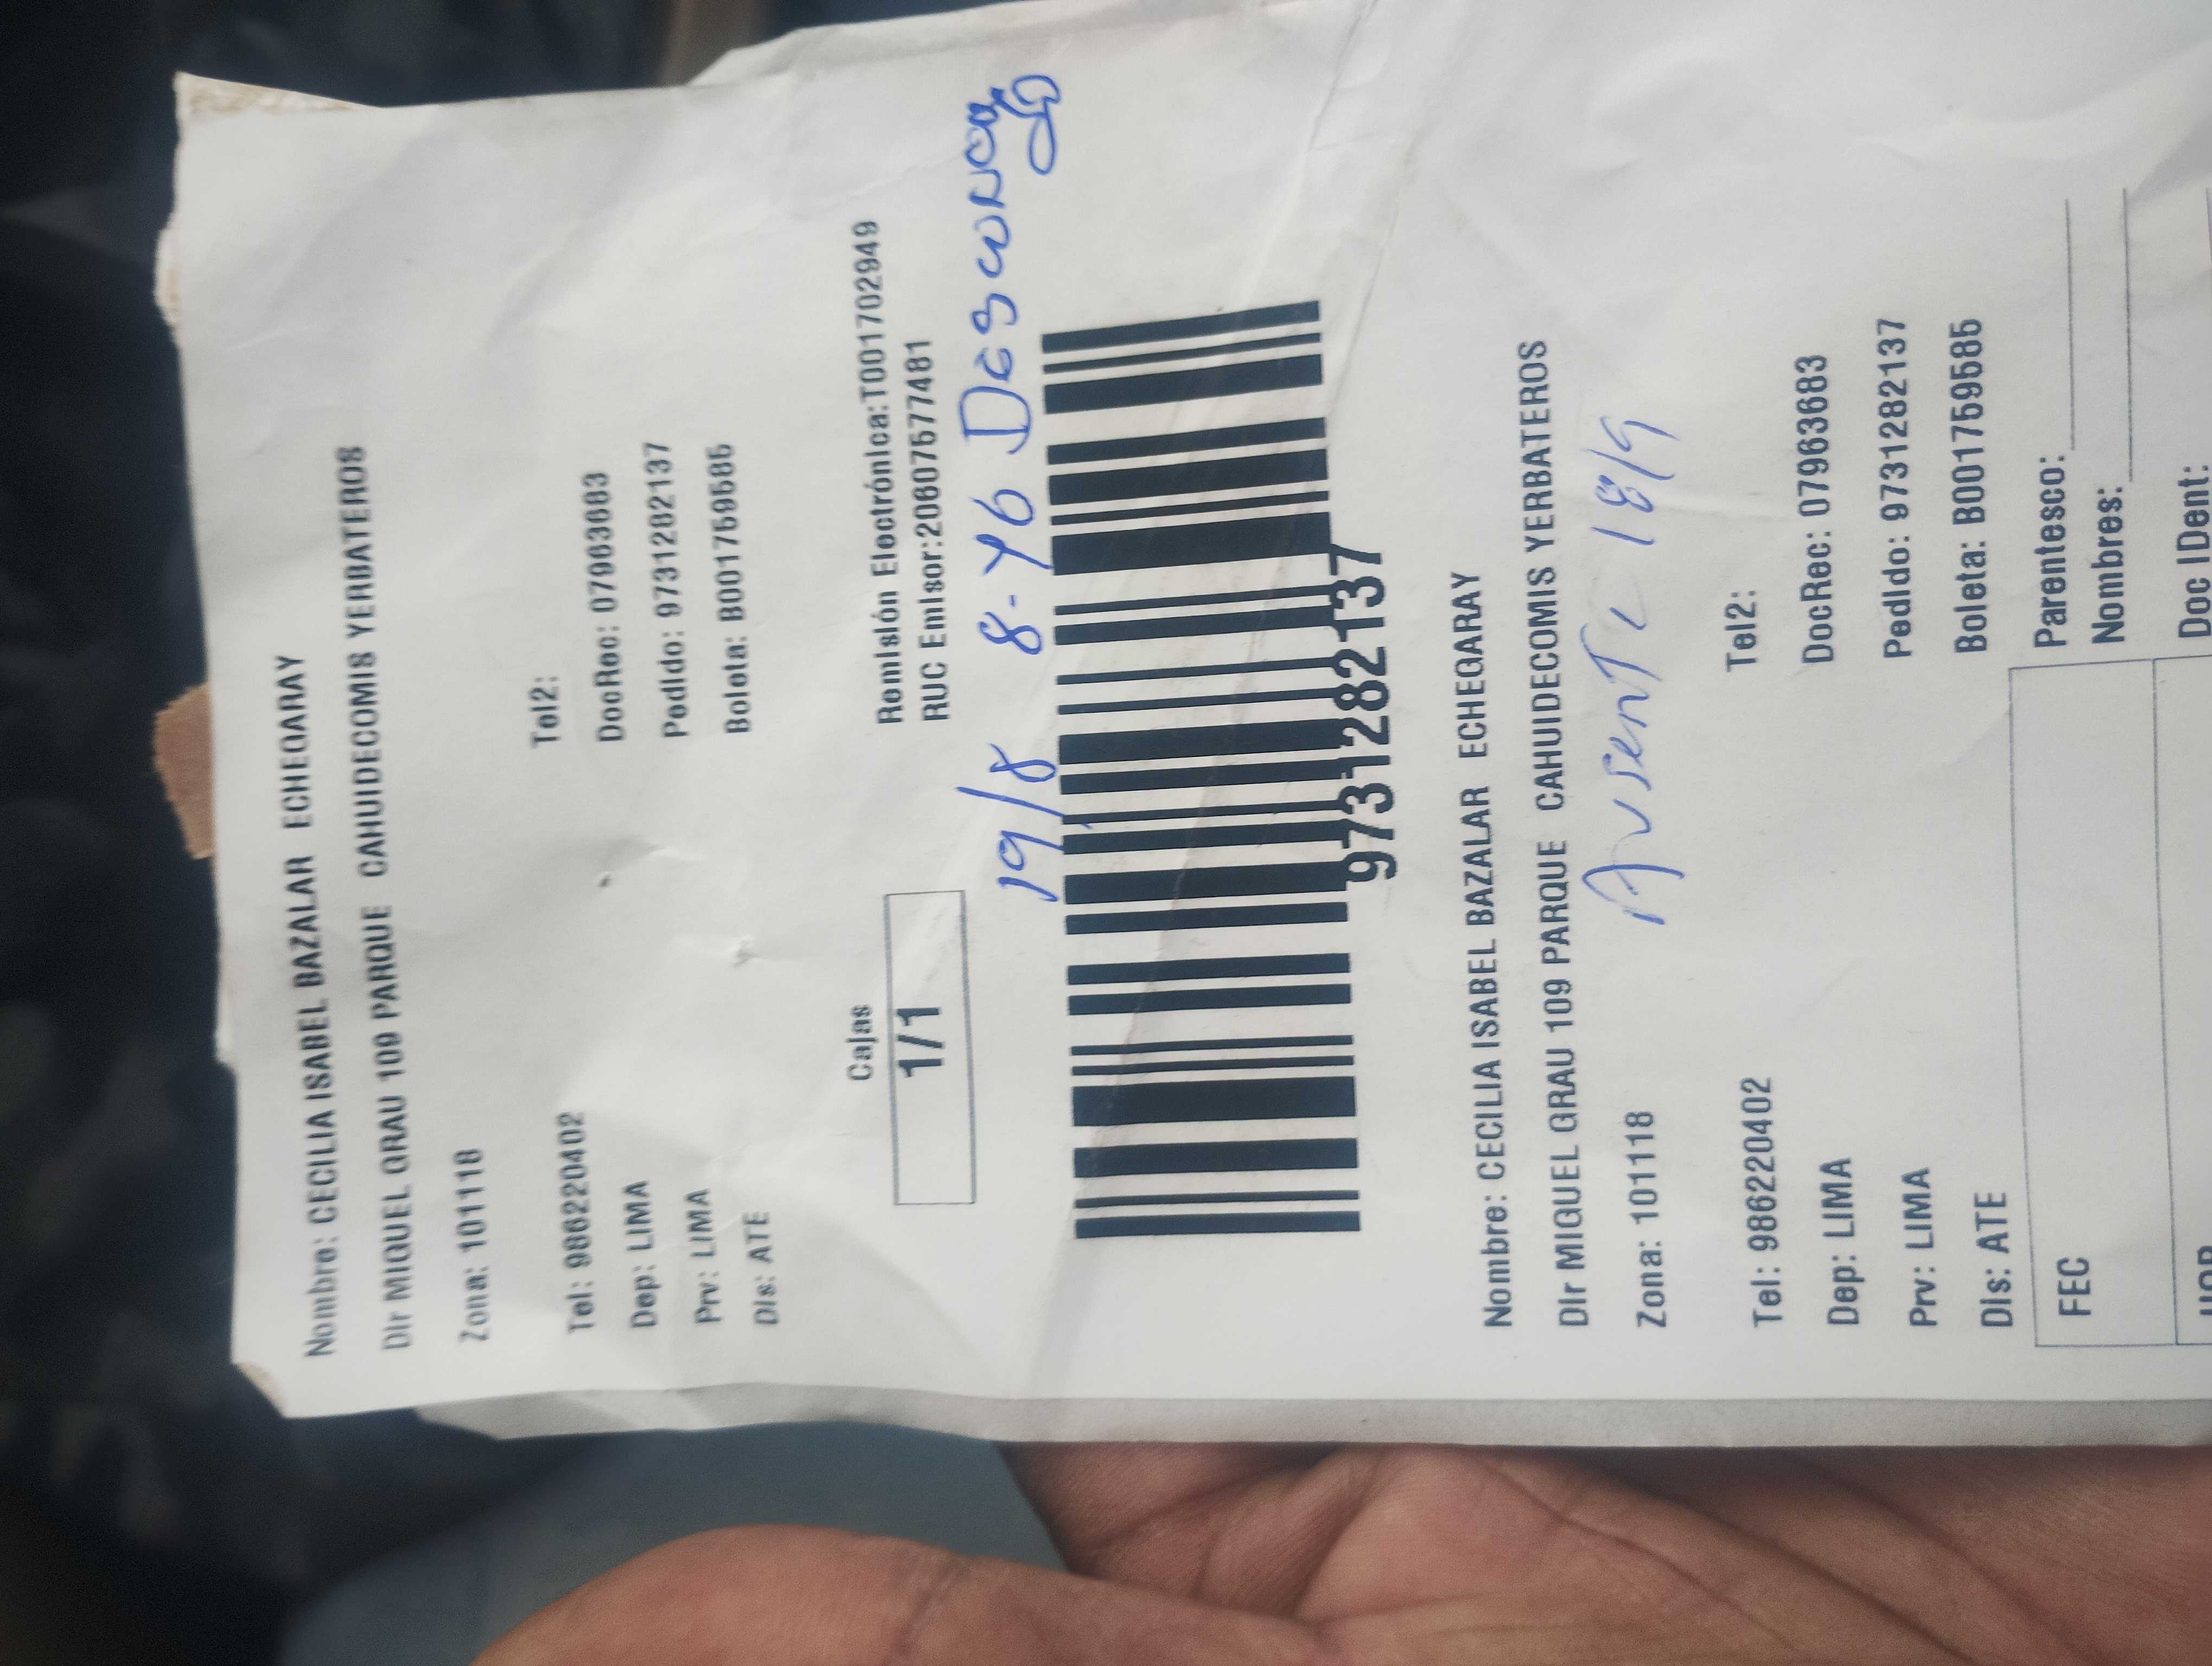 Nombre: CECILIA ISABEL BAZALAR ECHEGARAY
Dir MIGUEL GRAU 109 PARQUE CAHUIDECOMIS YERBATEROS
Zona: 101118
Tel: 986220402
Tel2:
Dep: LIMA
DocRec: 07963683
Prv: LIMA
Pedido: 9731282137
Dis: ATE
Boleta: B001759585
Cajas
1/1
Remisión Electrónica:T001702949
RUC Emisor:20607577481
19/8 8-46
9731282137
Nombre: CECILIA ISABEL BAZALAR ECHEGARAY
Dir MIGUEL GRAU 109 PARQUE CAHUIDECOMIS YERBATEROS
Zona: 101118
Ausente 18/9
Tel: 986220402
Tel2:
Dep: LIMA
DocRec: 07963683
Prv: LIMA
Pedido: 9731282137
Dis: ATE
Boleta: B001759585
FEC
Parentesco:
Nombres:
Doc IDent: